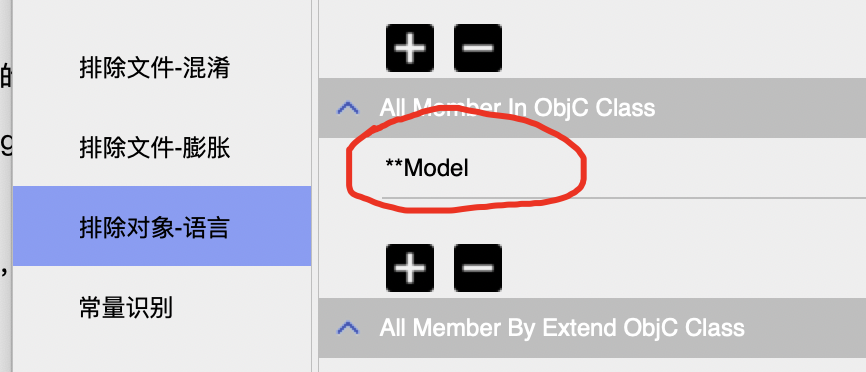 的
排除文件-混淆
All Member In ObjC Class
g
排除文件-膨胀
**Model
排除对象-语言
,
常量识别
All Member By Extend ObjC Class